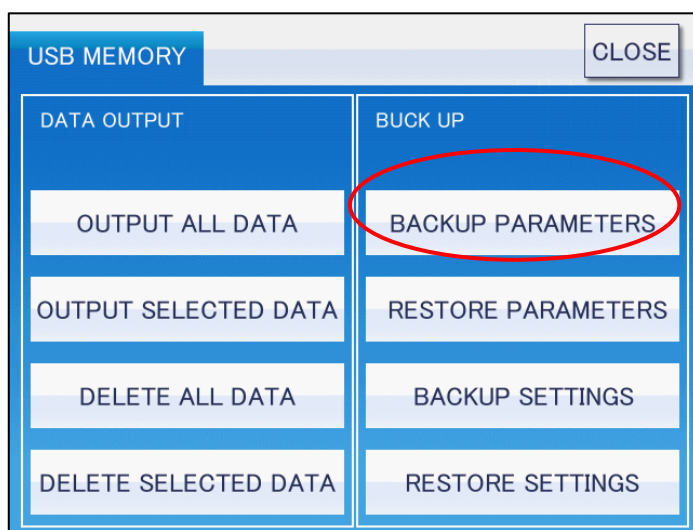 USB MEMORY
CLOSE
DATA OUTPUT
OUTPUT ALL DATA
OUTPUT SELECTED DATA
DELETE ALL DATA
DELETE SELECTED DATA
BUCK UP
BACKUP PARAMETERS
RESTORE PARAMETERS
BACKUP SETTINGS
RESTORE SETTINGS